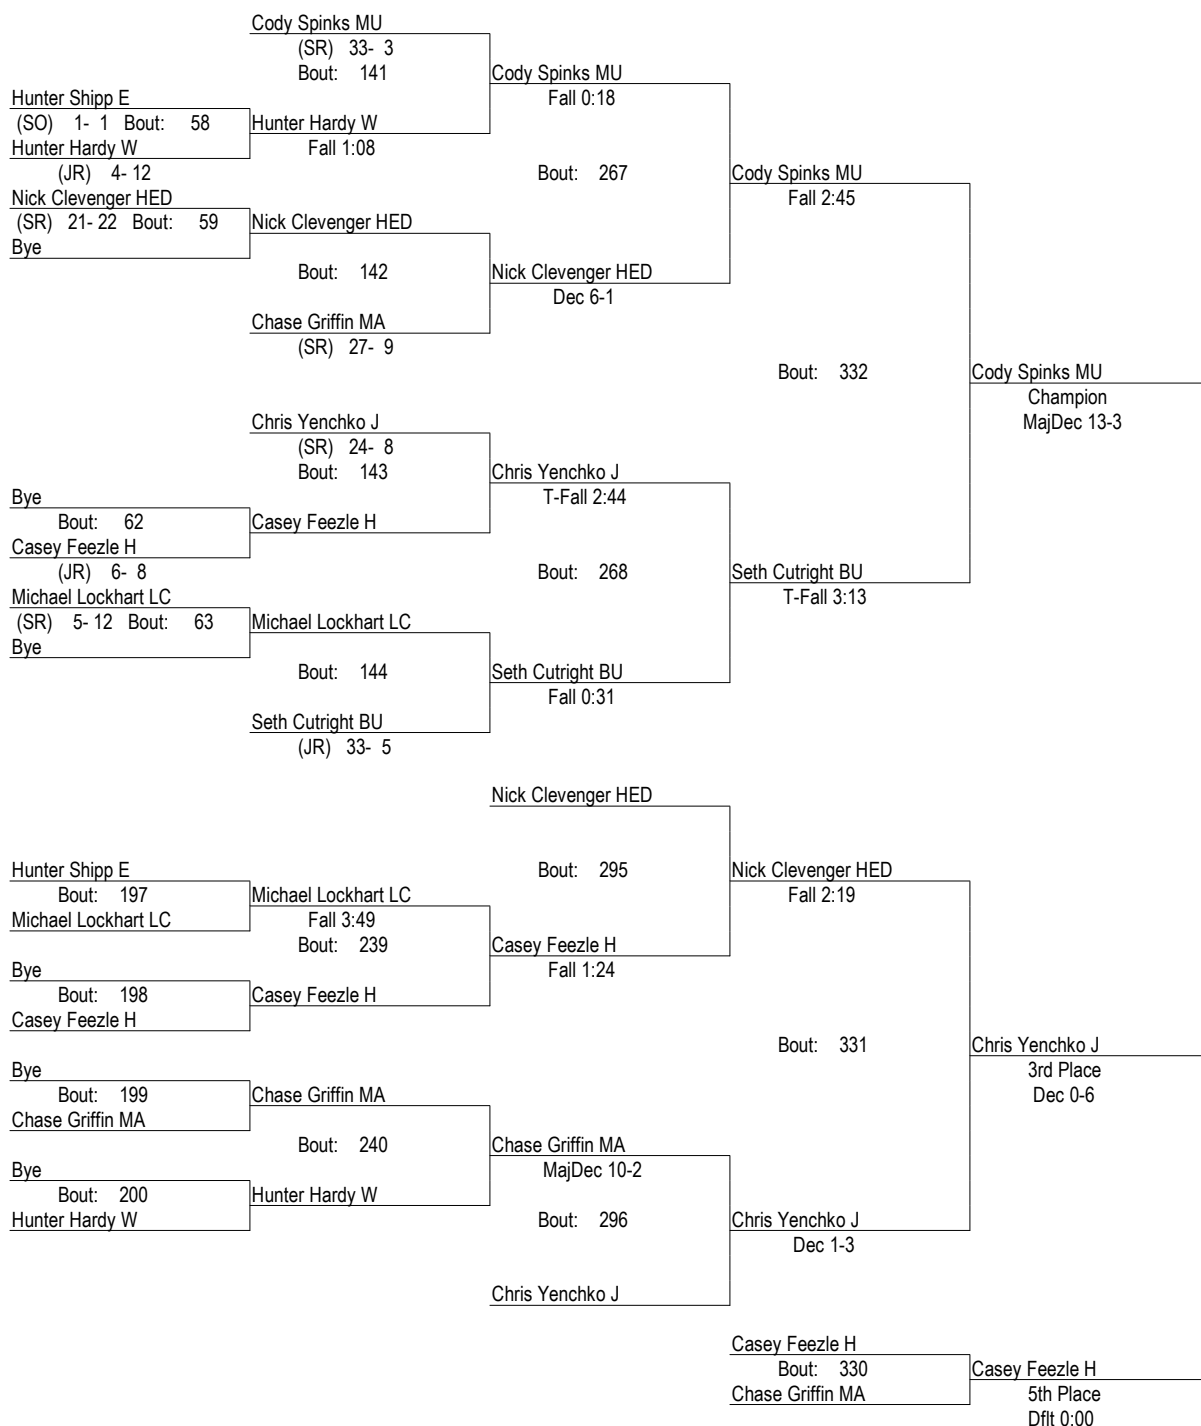 Cody Spinks MU
(SR) 33- 3
Bout: 141
Cody Spinks MU
Fall 0:18
Hunter Shipp E
(SO) 1- 1 Bout: 58
Hunter Hardy W
Fall 1:08
Hunter Hardy W
(JR) 4- 12
Bout: 267
Cody Spinks MU
Fall 2:45
Nick Clevenger HED
(SR) 21- 22 Bout: 59
Nick Clevenger HED
Bye
Bout: 142
Nick Clevenger HED
Dec 6-1
Chase Griffin MA
(SR) 27- 9
Bout: 332
Cody Spinks MU
Champion
MajDec 13-3
Chris Yenchko J
(SR) 24- 8
Bout: 143
Chris Yenchko J
T-Fall 2:44
Bye
Bout: 62
Casey Feezle H
Casey Feezle H
(JR) 6- 8
Bout: 268
Seth Cutright BU
T-Fall 3:13
Michael Lockhart LC
(SR) 5- 12 Bout: 63
Michael Lockhart LC
Bye
Bout: 144
Seth Cutright BU
Fall 0:31
Seth Cutright BU
(JR) 33- 5
Nick Clevenger HED
Hunter Shipp E
Bout: 197
Michael Lockhart LC
Michael Lockhart LC
Fall 3:49
Bout: 295
Nick Clevenger HED
Fall 2:19
Bout: 239
Casey Feezle H
Fall 1:24
Bye
Bout: 198
Casey Feezle H
Casey Feezle H
Bout: 331
Chris Yenchko J
3rd Place
Dec 0-6
Bye
Bout: 199
Chase Griffin MA
Chase Griffin MA
Bout: 240
Chase Griffin MA
MajDec 10-2
Bye
Bout: 200
Hunter Hardy W
Hunter Hardy W
Bout: 296
Chris Yenchko J
Dec 1-3
Chris Yenchko J
Casey Feezle H
Bout: 330
Casey Feezle H
Chase Griffin MA
5th Place
Dflt 0:00